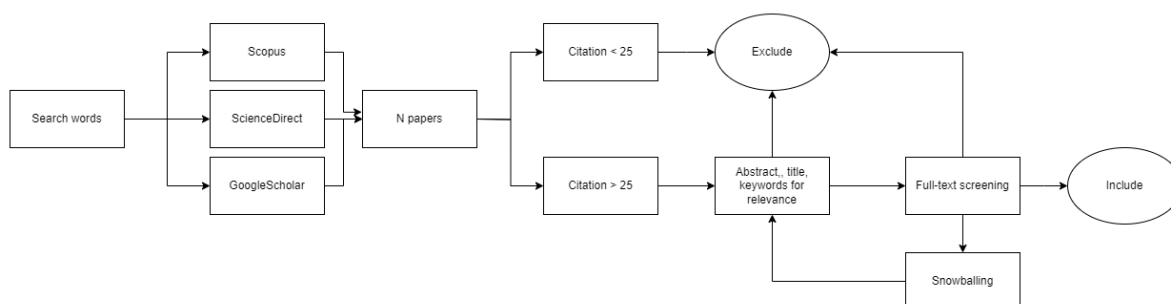 Scopus
Citation < 25
Exclude
Search words
ScienceDirect
N papers
GoogleScholar
Citation > 25
Abstract,, title,
keywords for
relevance
Full-text screening
Include
Snowballing